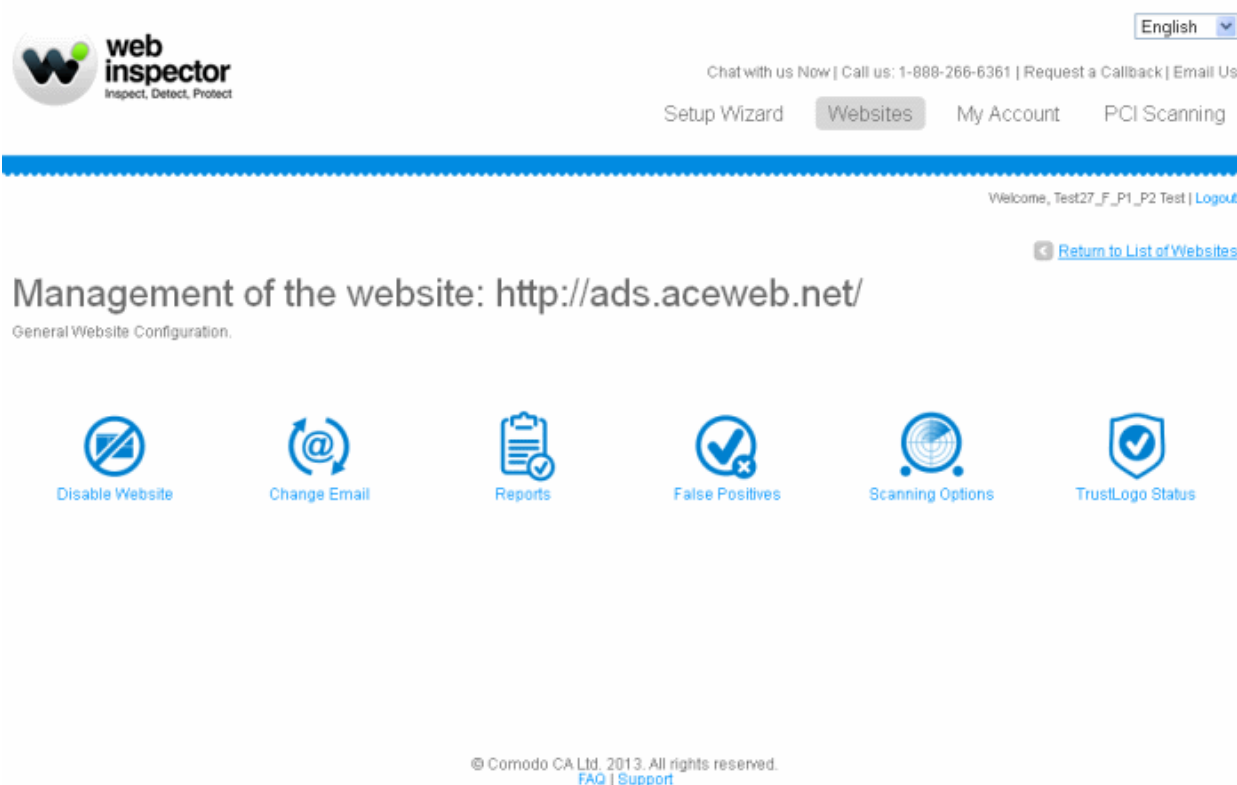 English
web
inspector
Inspect, Detect, Protect
Chat with us Now | Call us: 1-888-266-6361 | Request a Callback | Email Us
Setup Wizard Websites My Account PCI Scanning
Welcome, Test27_F_P1_P2 Test | Logout
Return to List of Websites
Management of the website: http://ads.aceweb.net/
General Website Configuration.
Disable Website Change Email Reports False Positives Scanning Options TrustLogo Status
© Comodo CA Ltd. 2013. All rights reserved.
FAQ | Support